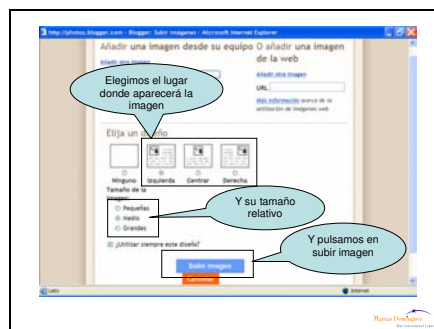 http://photos.blogger.com - Blogger: Subir imágenes - Microsoft Internet Explorer
Añadir una imagen desde su equipo
O añadir una imagen de la web
Añadir otra imagen
Añadir otra imagen
URL
Más información acerca de la utilización de imágenes web
Elegimos el lugar
donde aparecerá la
imagen
Elija un diseño
Ninguno Izquierda Centrar Derecha
Tamaño de la
imagen:
Pequeñas
Medio
Grandes
Y su tamaño
relativo
¿Utilizar siempre este diseño?
Y pulsamos en
subir imagen
Subir imagen
Cancelar
Listo
Internet